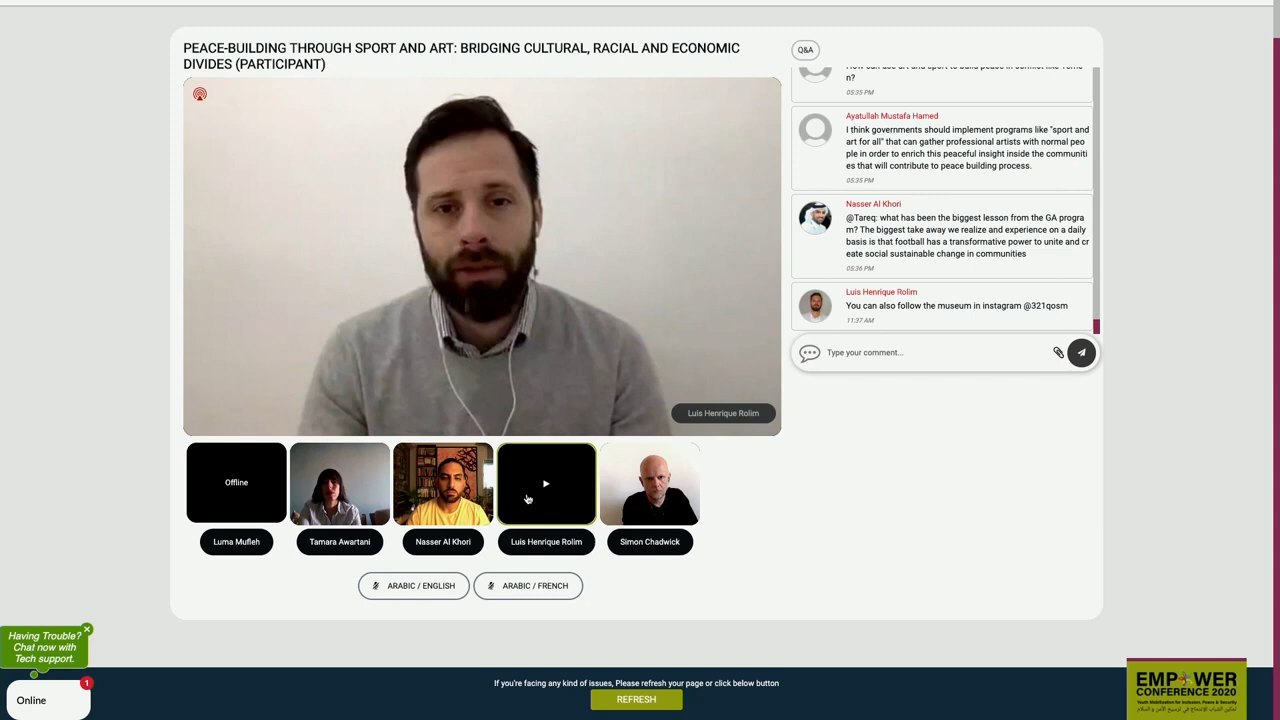 PEACE-BUILDING THROUGH SPORT AND ART: BRIDGING CULTURAL, RACIAL AND ECONOMIC
DIVIDES (PARTICIPANT)
Luis Henrique Rolim
Offline
Luma Mufleh
Tamara Awartani
Nasser Al Khori
Luis Henrique Rolim
Simon Chadwick
ARABIC / ENGLISH
ARABIC / FRENCH
Q&A
n?
05:35 PM
Ayatullah Mustafa Hamed
I think governments should implement programs like "sport and
art for all" that can gather professional artists with normal peo
ple in order to enrich this peaceful insight inside the communiti
es that will contribute to peace building process.
05:35 PM
Nasser Al Khori
@Tareq: what has been the biggest lesson from the GA progra
m? The biggest take away we realize and experience on a daily
basis is that football has a transformative power to unite and cr
eate social sustainable change in communities
05:36 PM
Luis Henrique Rolim
You can also follow the museum in instagram @321qosm
11:37 AM
Type your comment...
Having Trouble?
Chat now with
Tech support.
Online
1
If you're facing any kind of issues, Please refresh your page or click below button
REFRESH
EMPOWER
CONFERENCE 2020
Youth Mobilization for Inclusion, Peace & Security